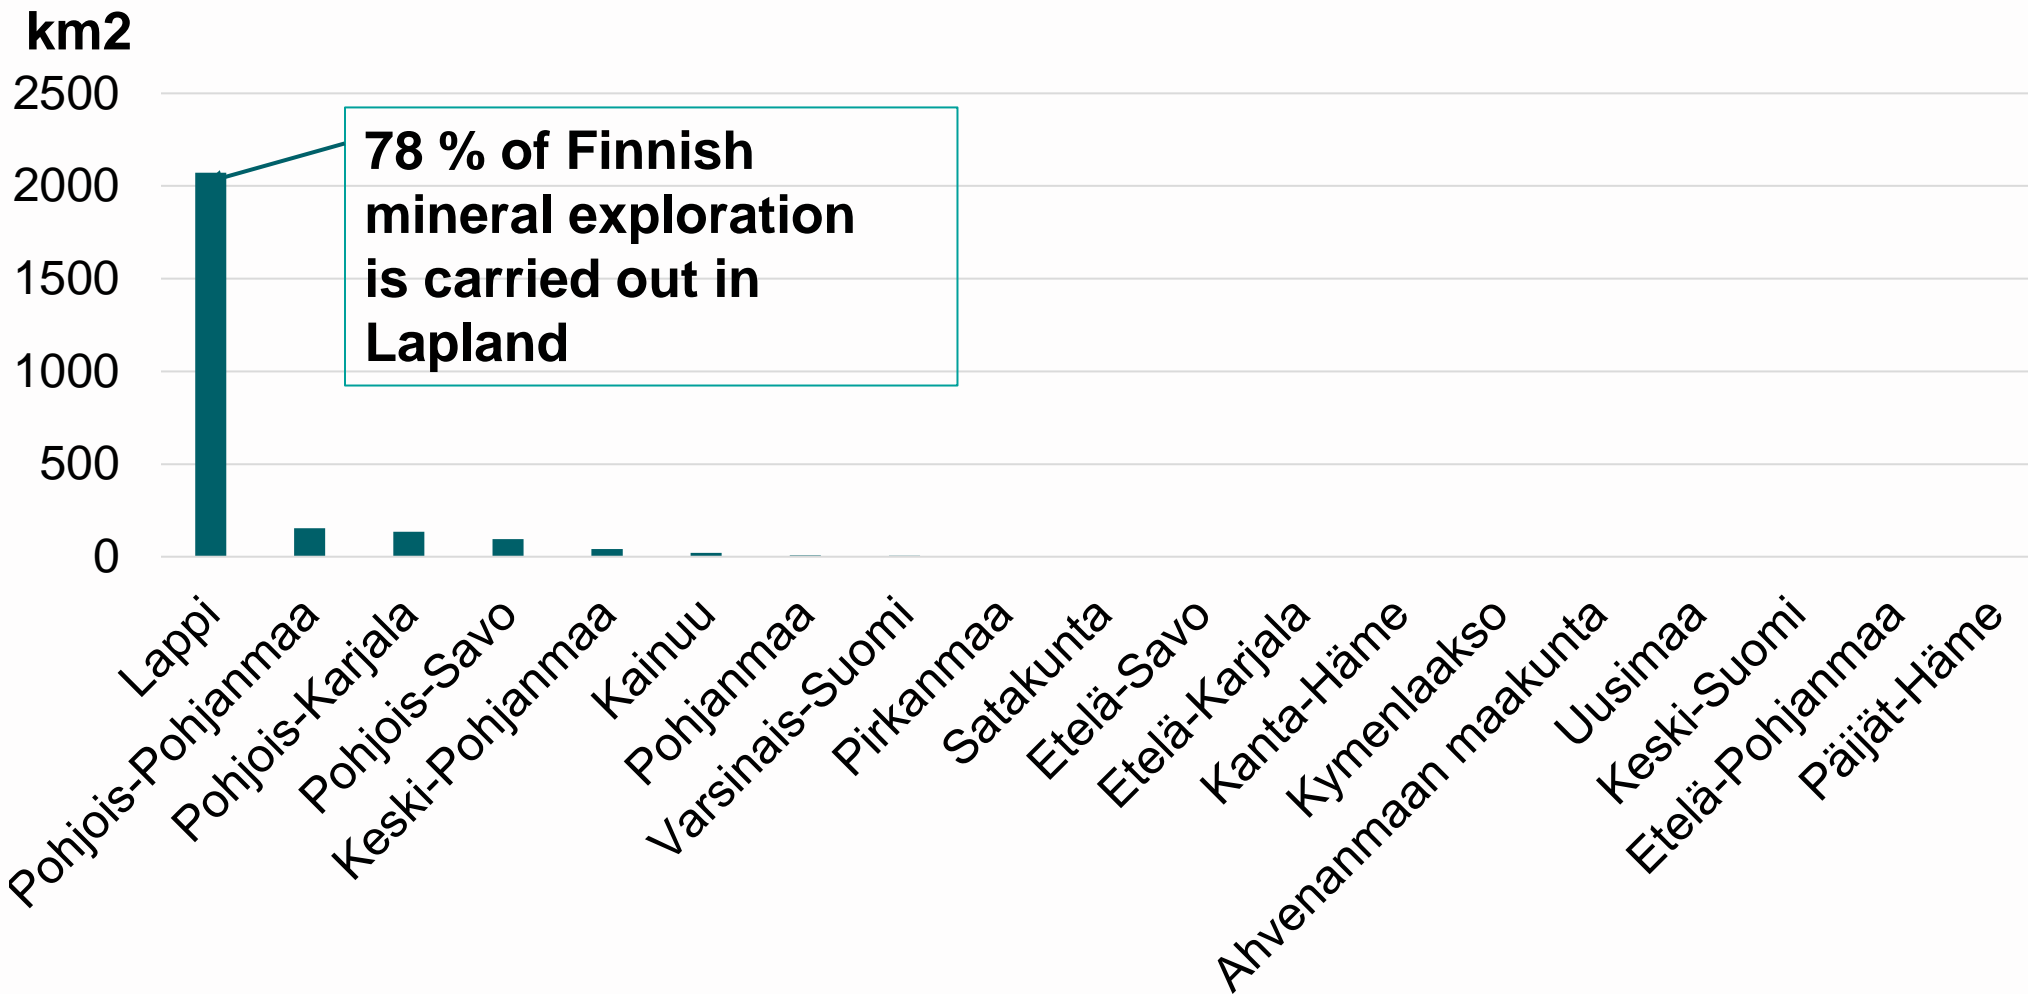 km2
2500
2000
1500
1000
500
0
78 % of Finnish
mineral exploration
is carried out in
Lapland
Lappi
Pohjois-Pohjanmaa
Pohjois-Karjala
Pohjois-Savo
Keski-Pohjanmaa
Kainuu
Pohjanmaa
Varsinais-Suomi
Pirkanmaa
Satakunta
Etelä-Savo
Etelä-Karjala
Kanta-Häme
Kymenlaakso
Ahvenanmaan maakunta
Uusimaa
Keski-Suomi
Etelä-Pohjanmaa
Päijät-Häme